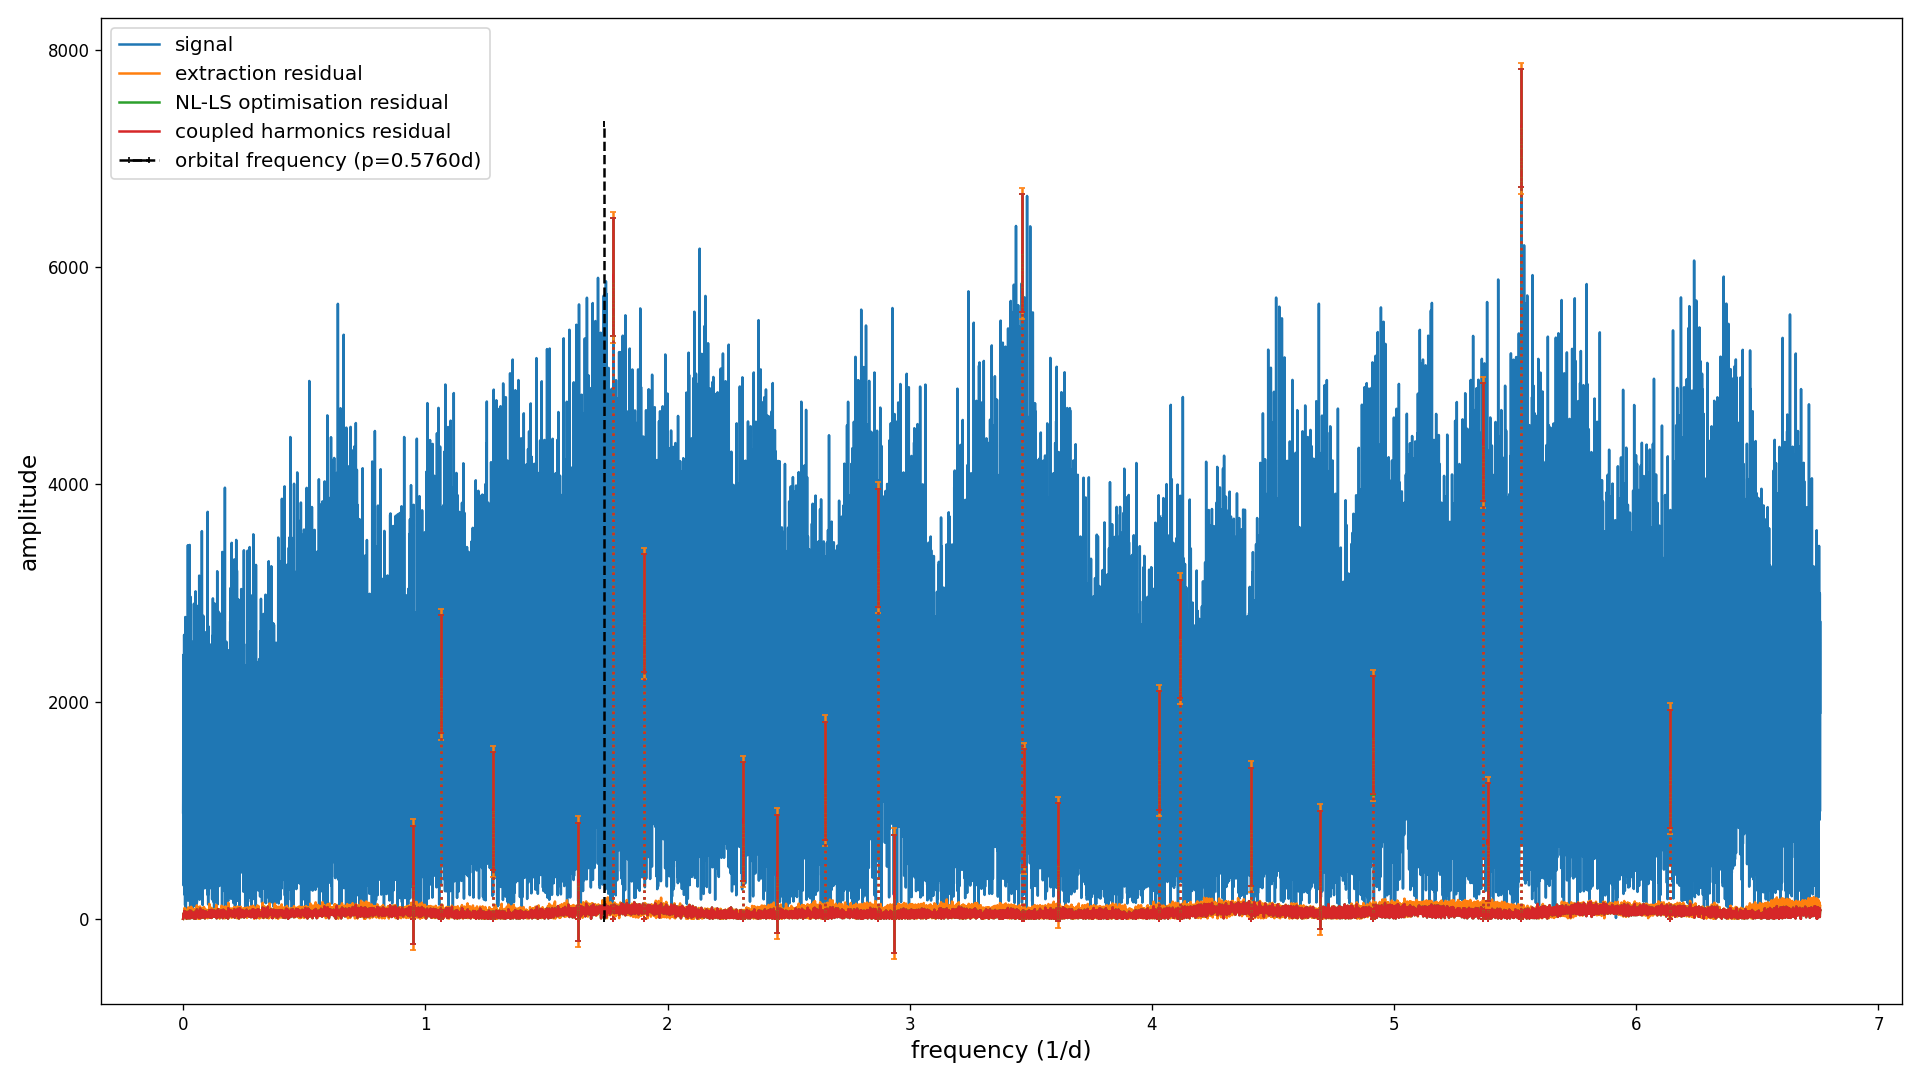 signal
extraction residual
NL-LS optimisation residual
coupled harmonics residual
orbital frequency (p=0.5760d)
8000
6000
4000
2000
0
amplitude
0 1 2 3 4 5 6 7
frequency (1/d)